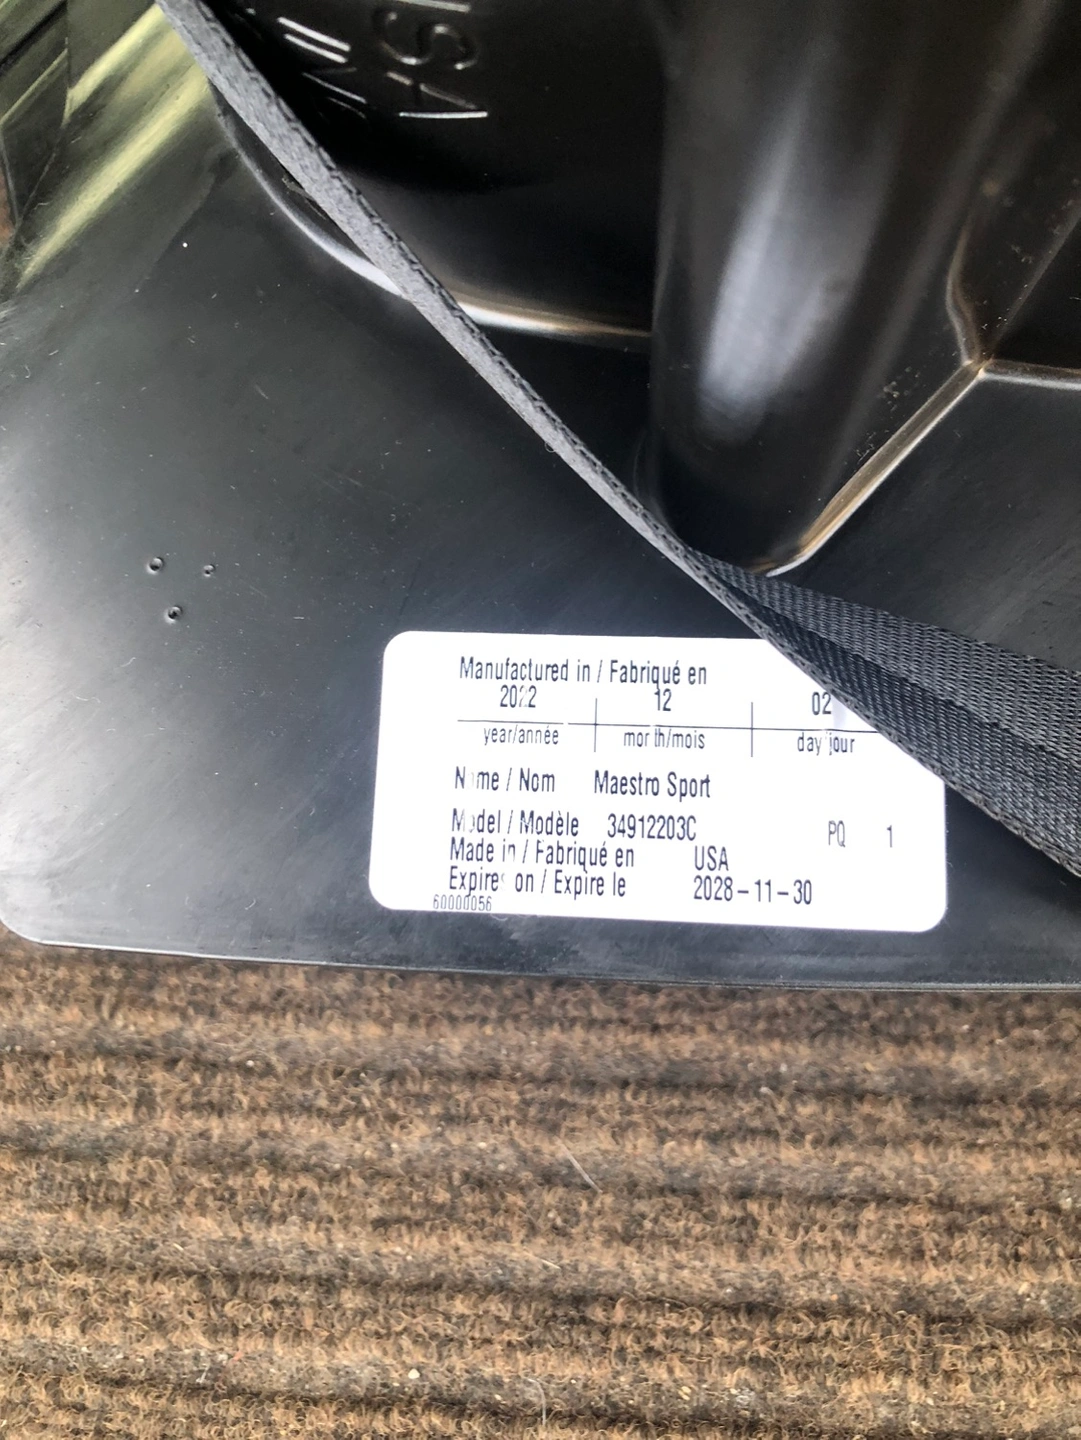 Manufactured in / Fabriqué en
2022 12 02
year/année month/mois day/jour
Name / Nom Maestro Sport
Model / Modèle 34912203C PQ 1
Made in / Fabriqué en USA
Expires on / Expire le 2028-11-30
60000056